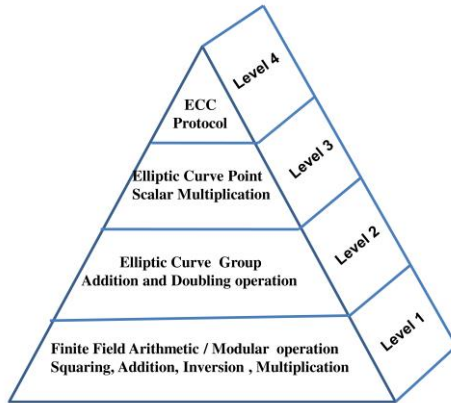 Level 4
ECC
Protocol
Level 3
Elliptic Curve Point
Scalar Multiplication
Level 2
Elliptic Curve Group
Addition and Doubling operation
Level 1
Finite Field Arithmetic / Modular operation
Squaring, Addition, Inversion , Multiplication